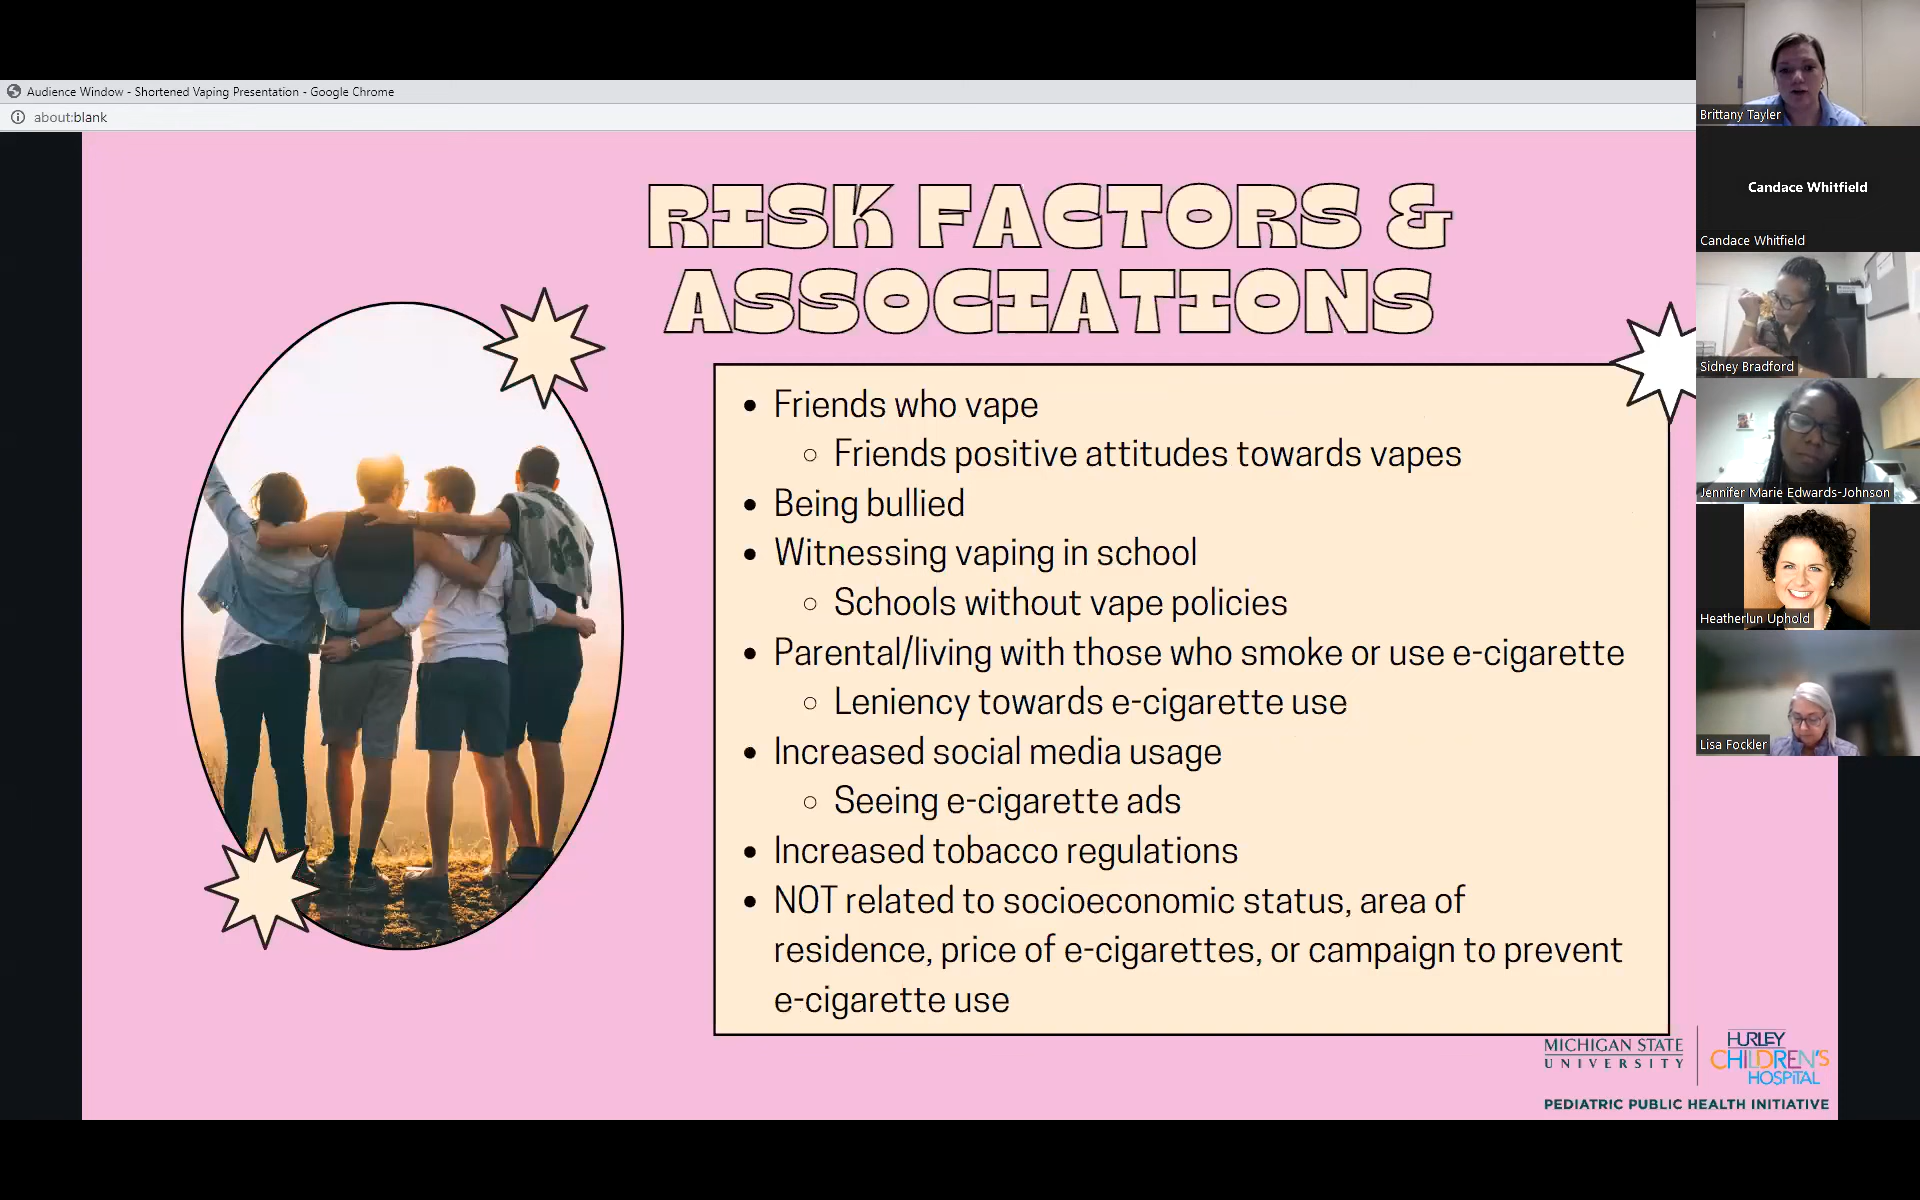 Audience Window - Shortened Vaping Presentation - Google Chrome
about:blank
RISK FACTORS &
ASSOCIATIONS
• Friends who vape
○ Friends positive attitudes towards vapes
• Being bullied
• Witnessing vaping in school
○ Schools without vape policies
• Parental/living with those who smoke or use e-cigarette
○ Leniency towards e-cigarette use
• Increased social media usage
○ Seeing e-cigarette ads
• Increased tobacco regulations
• NOT related to socioeconomic status, area of
residence, price of e-cigarettes, or campaign to prevent
e-cigarette use
MICHIGAN STATE
UNIVERSITY
HURLEY
CHILDREN'S
HOSPITAL
PEDIATRIC PUBLIC HEALTH INITIATIVE
Brittany Tayler
Candace Whitfield
Candace Whitfield
Sidney Bradford
Jennifer Marie Edwards-Johnson
Heatherlun Uphold
Lisa Fockler